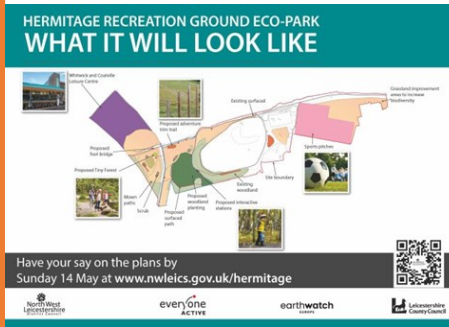 HERMITAGE RECREATION GROUND ECO-PARK
WHAT IT WILL LOOK LIKE
Whitwick and Coalville
Leisure Centre
Proposed adventure
trim trail
Existing surfaced
Grassland improvement
areas to increase
biodiversity
Proposed
foot bridge
Proposed Tiny Forest
Mown
paths
Scrub
Proposed
surfaced
path
Proposed
woodland
planting
Proposed interactive
stations
Existing
woodland
Site boundary
Sports pitches
Have your say on the plans by
Sunday 14 May at www.nwleics.gov.uk/hermitage
North West
Leicestershire
District Council
everyone
ACTIVE
earthwatch
EUROPE
Leicestershire
County Council